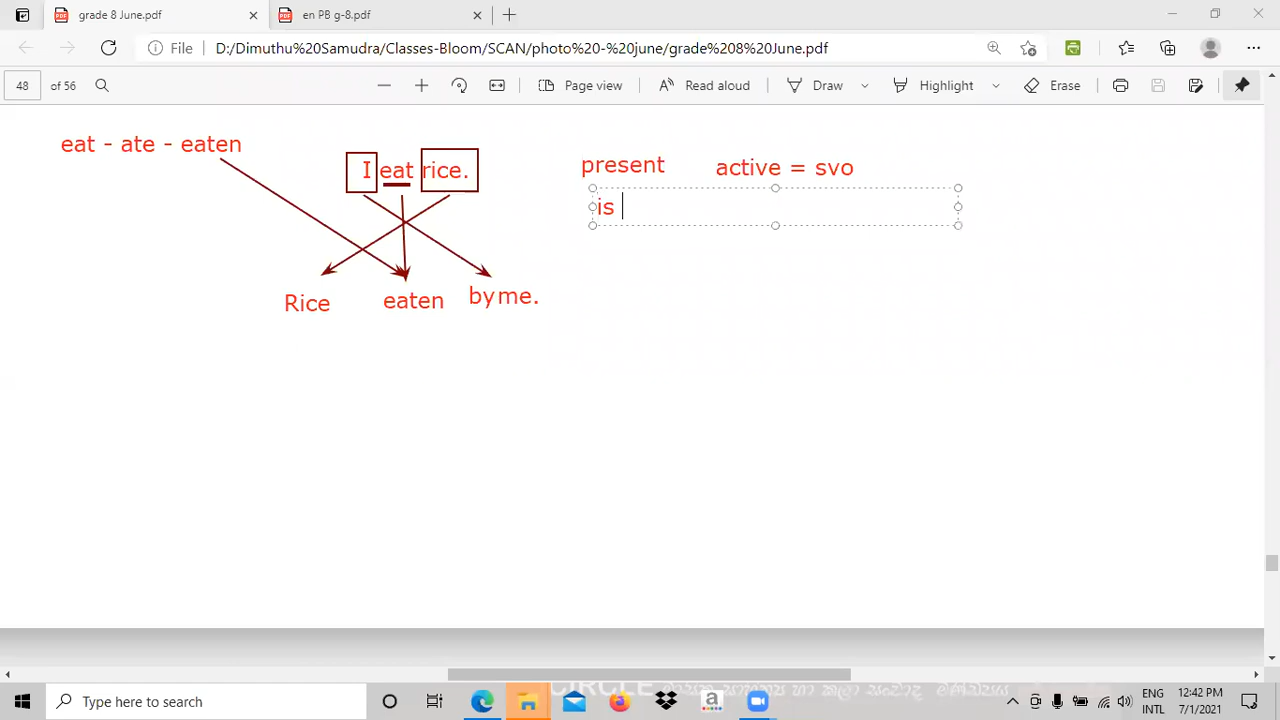 grade 8 June.pdf
en PB g-8.pdf
File
D:/Dimuthu%20Samudra/Classes-Bloom/SCAN/photo%20-%20june/grade%208%20June.pdf
48 of 56
Page view
Read aloud
Draw
Highlight
Erase
eat - ate - eaten
I eat rice.
present
active = svo
is
Rice eaten by me.
Type here to search
ENG
INTL
12:42 PM
7/1/2021